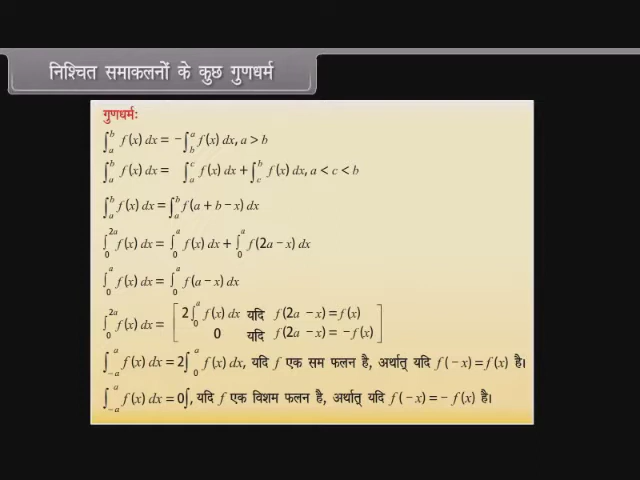 निश्चित समाकलनों के कुछ गुणधर्म
गुणधर्मः
∫_a^b f(x) dx = −∫_b^a f(x) dx, a > b
∫_a^b f(x) dx = ∫_a^c f(x) dx + ∫_c^b f(x) dx, a < c < b
∫_a^b f(x) dx = ∫_a^b f(a + b − x) dx
∫_0^2a f(x) dx = ∫_0^a f(x) dx + ∫_0^a f(2a − x) dx
∫_0^a f(x) dx = ∫_0^a f(a − x) dx
∫_0^2a f(x) dx = [ 2∫_0^a f(x) dx यदि f(2a − x) = f(x)
0 यदि f(2a − x) = − f(x) ]
∫_−a^a f(x) dx = 2∫_0^a f(x) dx, यदि f एक सम फलन है, अर्थात् यदि f(− x) = f(x) है।
∫_−a^a f(x) dx = 0∫, यदि f एक विशम फलन है, अर्थात् यदि f(− x) = − f(x) है।